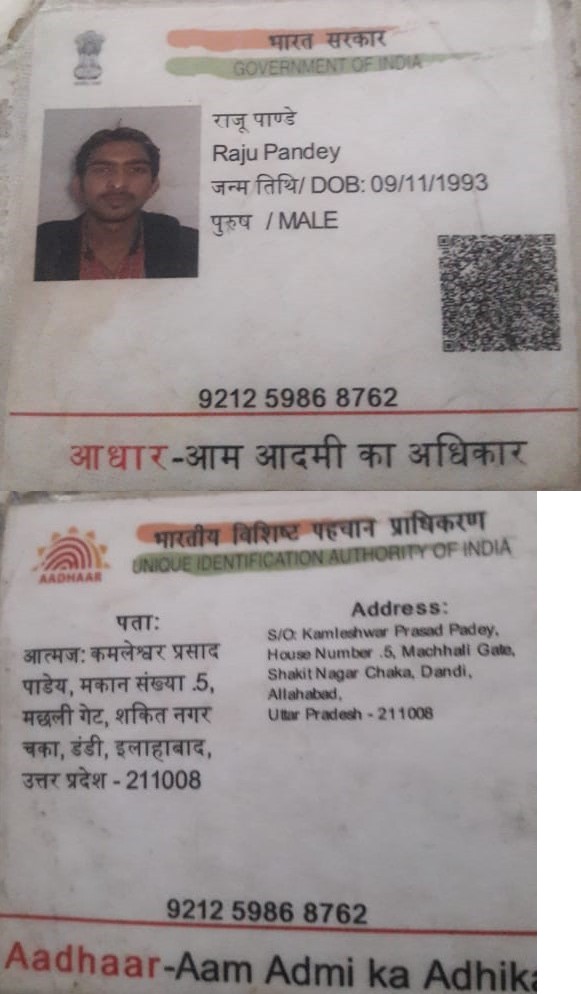 भारत सरकार
GOVERNMENT OF INDIA
राजू पाण्डे
Raju Pandey
जन्म तिथि/ DOB: 09/11/1993
पुरुष / MALE
9212 5986 8762
आधार-आम आदमी का अधिकार
भारतीय विशिष्ट पहचान प्राधिकरण
UNIQUE IDENTIFICATION AUTHORITY OF INDIA
AADHAAR
पता:
आत्मज: कमलेश्वर प्रसाद
पाडेय, मकान संख्या .5,
मछली गेट, शकित नगर
चका, डंडी, इलाहाबाद,
उत्तर प्रदेश - 211008
Address:
S/O: Kamleshwar Prasad Padey,
House Number .5, Machhali Gate,
Shakit Nagar Chaka, Dandi,
Allahabad,
Uttar Pradesh - 211008
9212 5986 8762
Aadhaar-Aam Admi ka Adhika